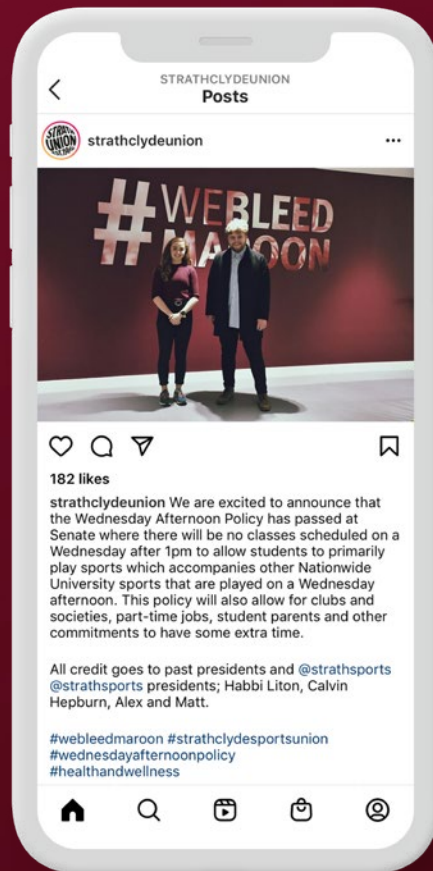 STRATHCLYDEUNION
Posts
STRATH
UNION
strathclydeunion
#WEBLEED
MAROON
182 likes
strathclydeunion We are excited to announce that
the Wednesday Afternoon Policy has passed at
Senate where there will be no classes scheduled on a
Wednesday after 1pm to allow students to primarily
play sports which accompanies other Nationwide
University sports that are played on a Wednesday
afternoon. This policy will also allow for clubs and
societies, part-time jobs, student parents and other
commitments to have some extra time.
All credit goes to past presidents and @strathsports
@strathsports presidents; Habbi Liton, Calvin
Hepburn, Alex and Matt.
#webleedmaroon #strathclydesportsunion
#wednesdayafternoonpolicy
#healthandwellness